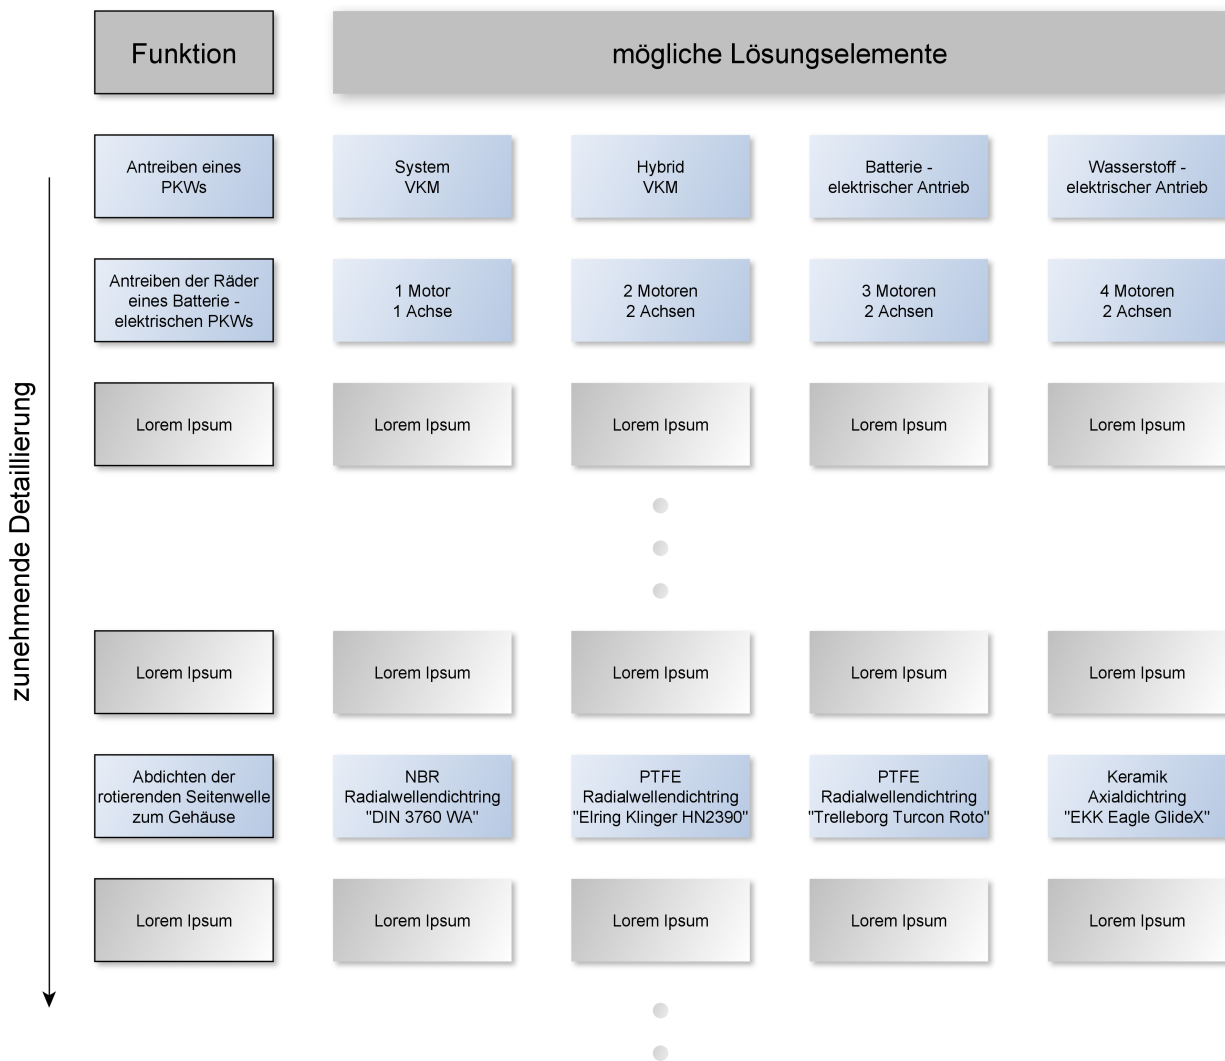 Funktion
mögliche Lösungselemente
zunehmende Detaillierung
Antreiben eines
PKWs
System
VKM
Hybrid
VKM
Batterie -
elektrischer Antrieb
Wasserstoff -
elektrischer Antrieb
Antreiben der Räder
eines Batterie -
elektrischen PKWs
1 Motor
1 Achse
2 Motoren
2 Achsen
3 Motoren
2 Achsen
4 Motoren
2 Achsen
Lorem Ipsum
Lorem Ipsum
Lorem Ipsum
Lorem Ipsum
Lorem Ipsum
Lorem Ipsum
Lorem Ipsum
Lorem Ipsum
Lorem Ipsum
Lorem Ipsum
Abdichten der
rotierenden Seitenwelle
zum Gehäuse
NBR
Radialwellendichtring
"DIN 3760 WA"
PTFE
Radialwellendichtring
"Elring Klinger HN2390"
PTFE
Radialwellendichtring
"Trelleborg Turcon Roto"
Keramik
Axialdichtring
"EKK Eagle GlideX"
Lorem Ipsum
Lorem Ipsum
Lorem Ipsum
Lorem Ipsum
Lorem Ipsum